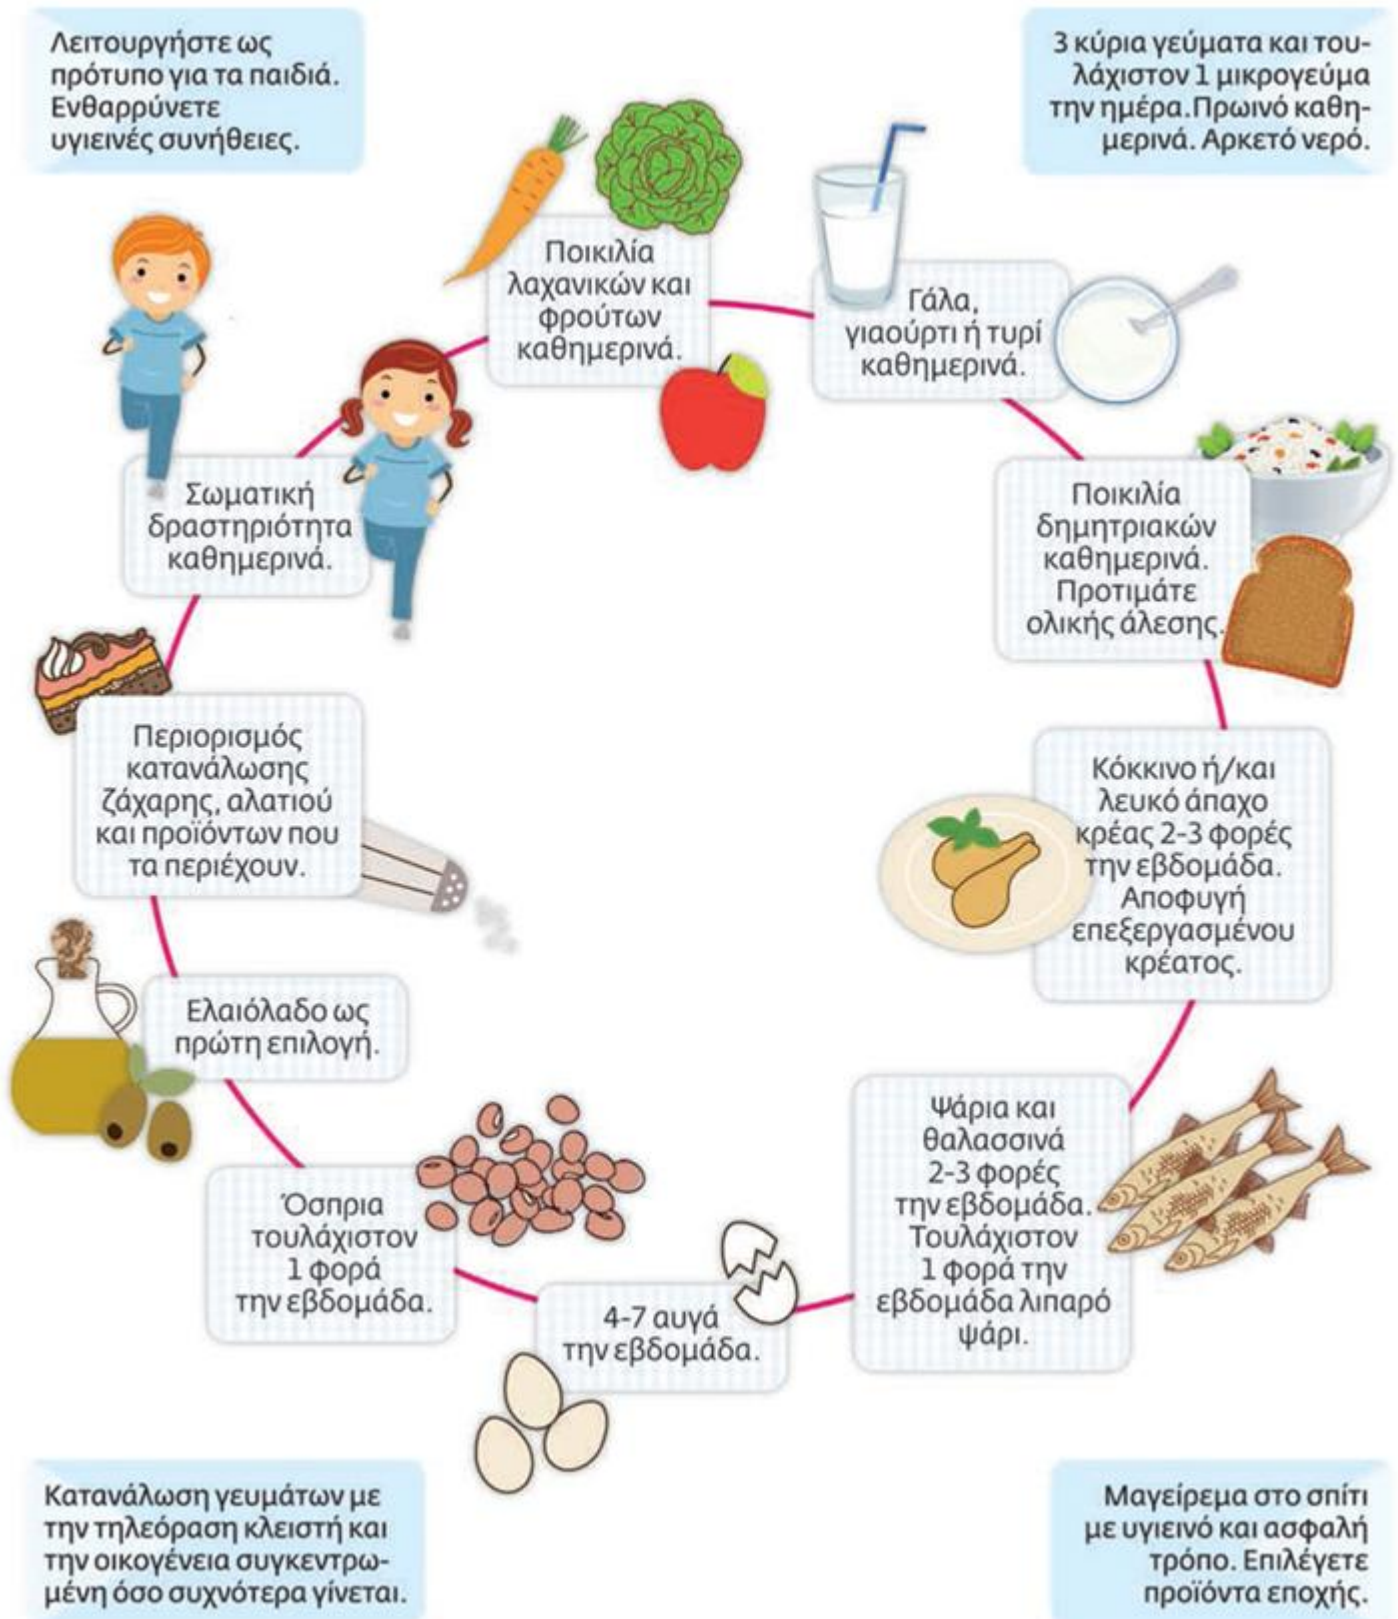 Λειτουργήστε ως
πρότυπο για τα παιδιά.
Ενθαρρύνετε
υγιεινές συνήθειες.
3 κύρια γεύματα και του-
λάχιστον 1 μικρογεύμα
την ημέρα.Πρωινό καθη-
μερινά. Αρκετό νερό.
Ποικιλία
λαχανικών και
φρούτων
καθημερινά.
Γάλα,
γιαούρτι ή τυρί
καθημερινά.
Ποικιλία
δημητριακών
καθημερινά.
Προτιμάτε
ολικής άλεσης.
Κόκκινο ή/και
λευκό άπαχο
κρέας 2-3 φορές
την εβδομάδα.
Αποφυγή
επεξεργασμένου
κρέατος.
Ψάρια και
θαλασσινά
2-3 φορές
την εβδομάδα.
Τουλάχιστον
1 φορά την
εβδομάδα λιπαρό
ψάρι.
4-7 αυγά
την εβδομάδα.
Όσπρια
τουλάχιστον
1 φορά
την εβδομάδα.
Ελαιόλαδο ως
πρώτη επιλογή.
Περιορισμός
κατανάλωσης
ζάχαρης, αλατιού
και προϊόντων που
τα περιέχουν.
Σωματική
δραστηριότητα
καθημερινά.
Κατανάλωση γευμάτων με
την τηλεόραση κλειστή και
την οικογένεια συγκεντρω-
μένη όσο συχνότερα γίνεται.
Μαγείρεμα στο σπίτι
με υγιεινό και ασφαλή
τρόπο. Επιλέγετε
προϊόντα εποχής.